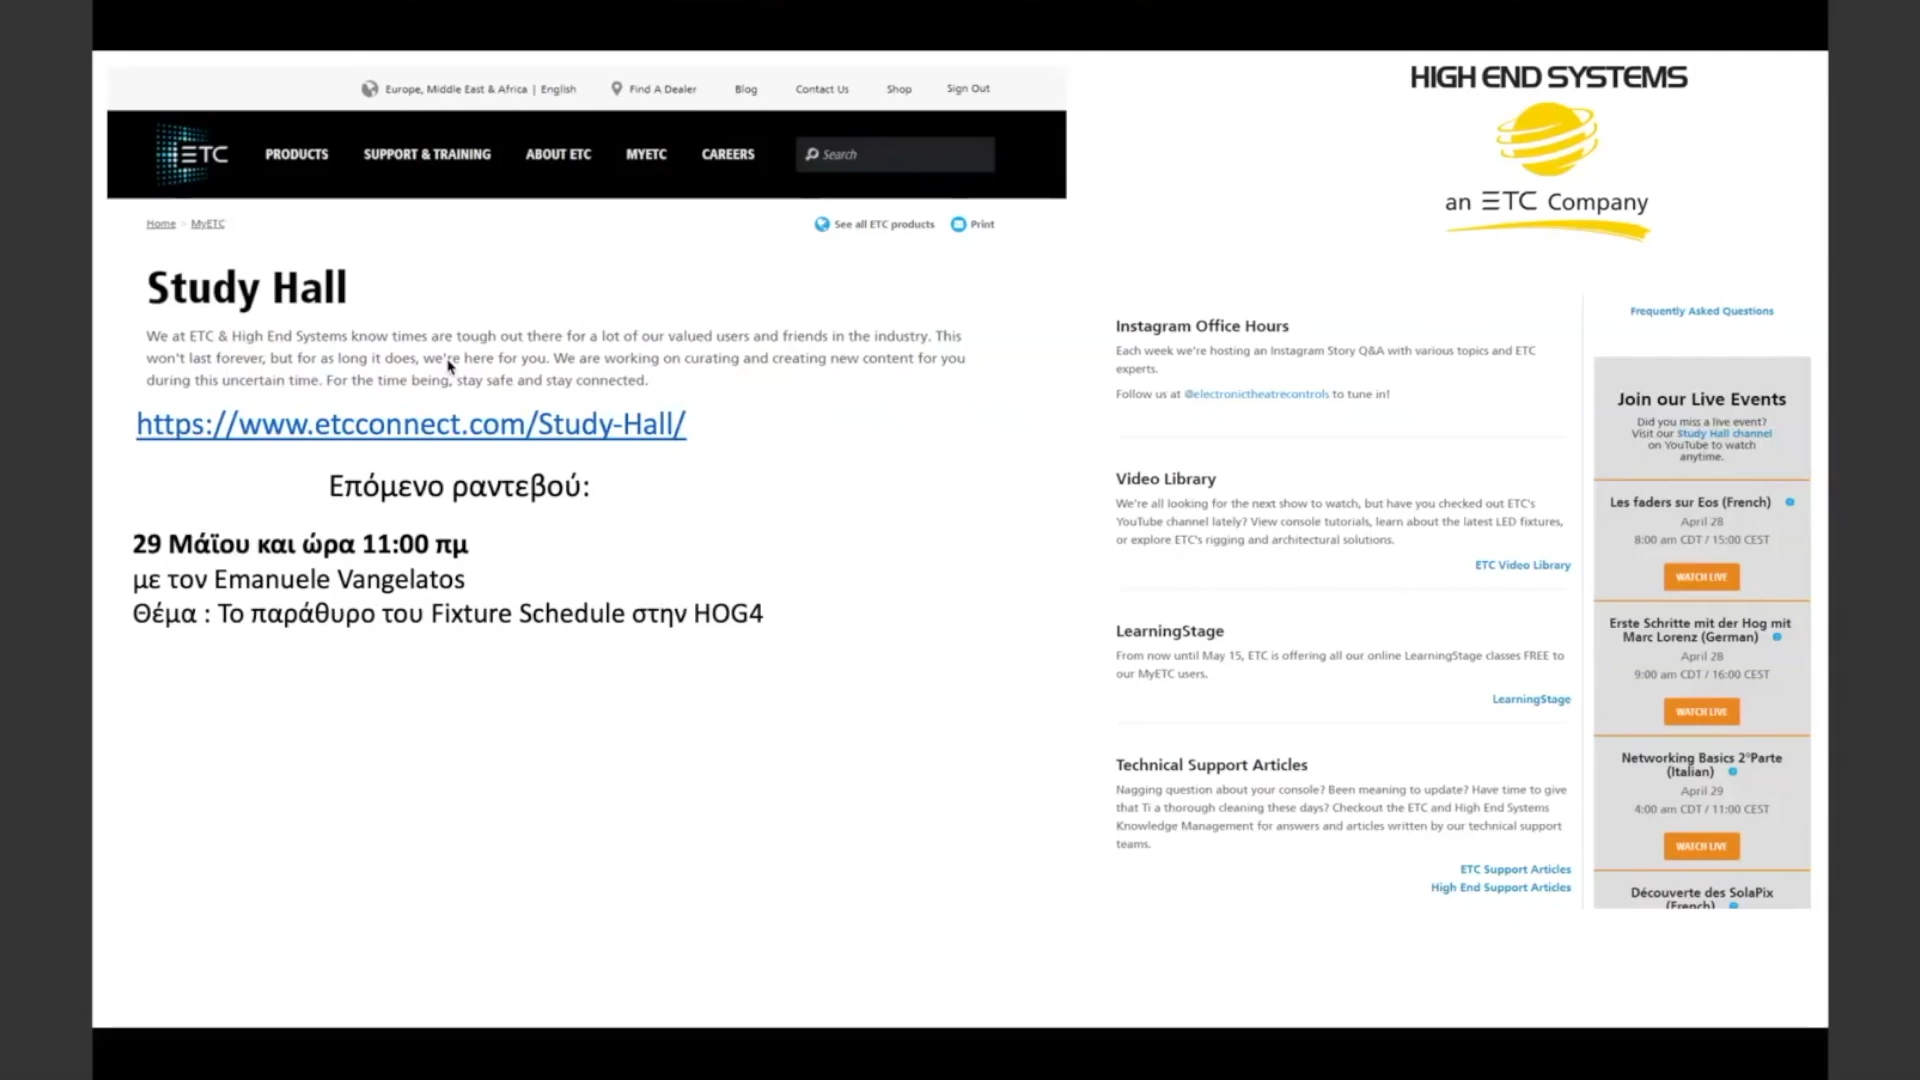 Europe, Middle East & Africa | English
Find A Dealer
Blog
Contact Us
Shop
Sign Out
ETC
PRODUCTS
SUPPORT & TRAINING
ABOUT ETC
MYETC
CAREERS
Search
Home > MyETC
See all ETC products
Print
Study Hall
We at ETC & High End Systems know times are tough out there for a lot of our valued users and friends in the industry. This
won't last forever, but for as long it does, we're here for you. We are working on curating and creating new content for you
during this uncertain time. For the time being, stay safe and stay connected.
https://www.etcconnect.com/Study-Hall/
Επόμενο ραντεβού:
29 Μάϊου και ώρα 11:00 πμ
με τον Emanuele Vangelatos
Θέμα : Το παράθυρο του Fixture Schedule στην HOG4
HIGH END SYSTEMS
an ETC Company
Instagram Office Hours
Each week we're hosting an Instagram Story Q&A with various topics and ETC
experts.
Follow us at @electronictheatrecontrols to tune in!
Video Library
We're all looking for the next show to watch, but have you checked out ETC's
YouTube channel lately? View console tutorials, learn about the latest LED fixtures,
or explore ETC's rigging and architectural solutions.
ETC Video Library
LearningStage
From now until May 15, ETC is offering all our online LearningStage classes FREE to
our MyETC users.
LearningStage
Technical Support Articles
Nagging question about your console? Been meaning to update? Have time to give
that Ti a thorough cleaning these days? Checkout the ETC and High End Systems
Knowledge Management for answers and articles written by our technical support
teams.
ETC Support Articles
High End Support Articles
Frequently Asked Questions
Join our Live Events
Did you miss a live event?
Visit our Study Hall channel
on YouTube to watch
anytime.
Les faders sur Eos (French)
April 28
8:00 am CDT / 15:00 CEST
WATCH LIVE
Erste Schritte mit der Hog mit
Marc Lorenz (German)
April 28
9:00 am CDT / 16:00 CEST
WATCH LIVE
Networking Basics 2°Parte
(Italian)
April 29
4:00 am CDT / 11:00 CEST
WATCH LIVE
Découverte des SolaPix
(French)